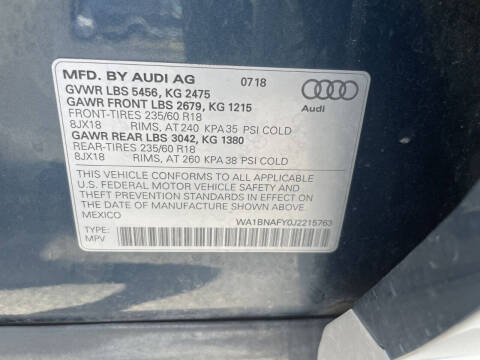 MFD. BY AUDI AG 07.18
GVWR LBS 5456, KG 2475
GAWR FRONT LBS 2679, KG 1215
FRONT-TIRES 235/60 R18
8JX18 RIMS, AT 240 KPA 35 PSI COLD
GAWR REAR LBS 3042, KG 1380
REAR-TIRES 235/60 R18
8JX18 RIMS, AT 260 KPA 38 PSI COLD
Audi
THIS VEHICLE CONFORMS TO ALL APPLICABLE
U.S. FEDERAL MOTOR VEHICLE SAFETY AND
THEFT PREVENTION STANDARDS IN EFFECT ON
THE DATE OF MANUFACTURE SHOWN ABOVE.
MEXICO WA1BNAFY0J2215763
TYPE:
MPV